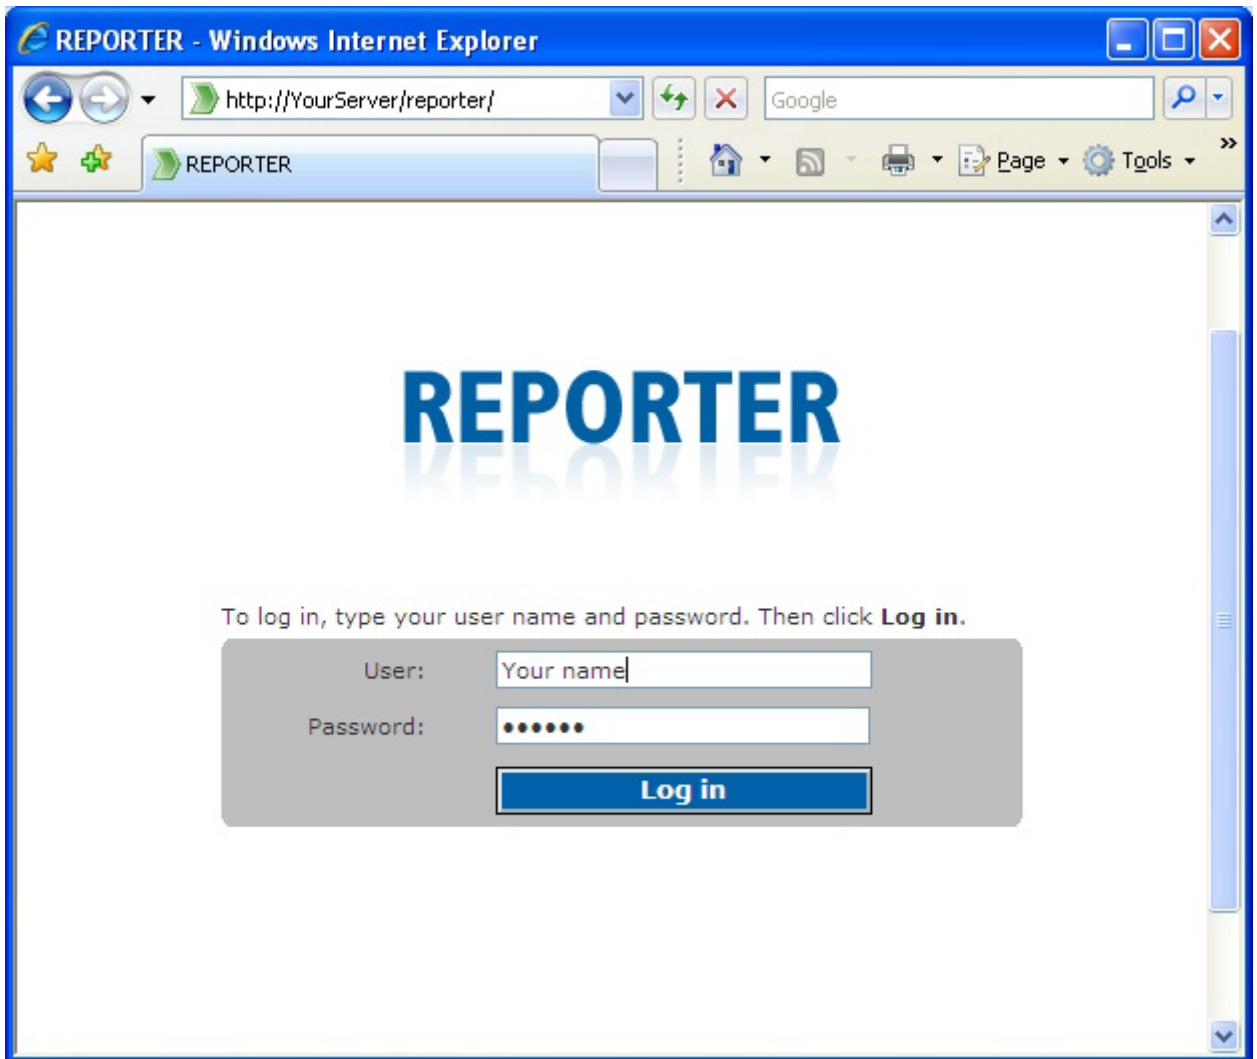 REPORTER - Windows Internet Explorer
http://YourServer/reporter/
Google
REPORTER
Page
Tools
»
REPORTER
To log in, type your user name and password. Then click Log in.
User: Your name
Password: ••••••
Log in